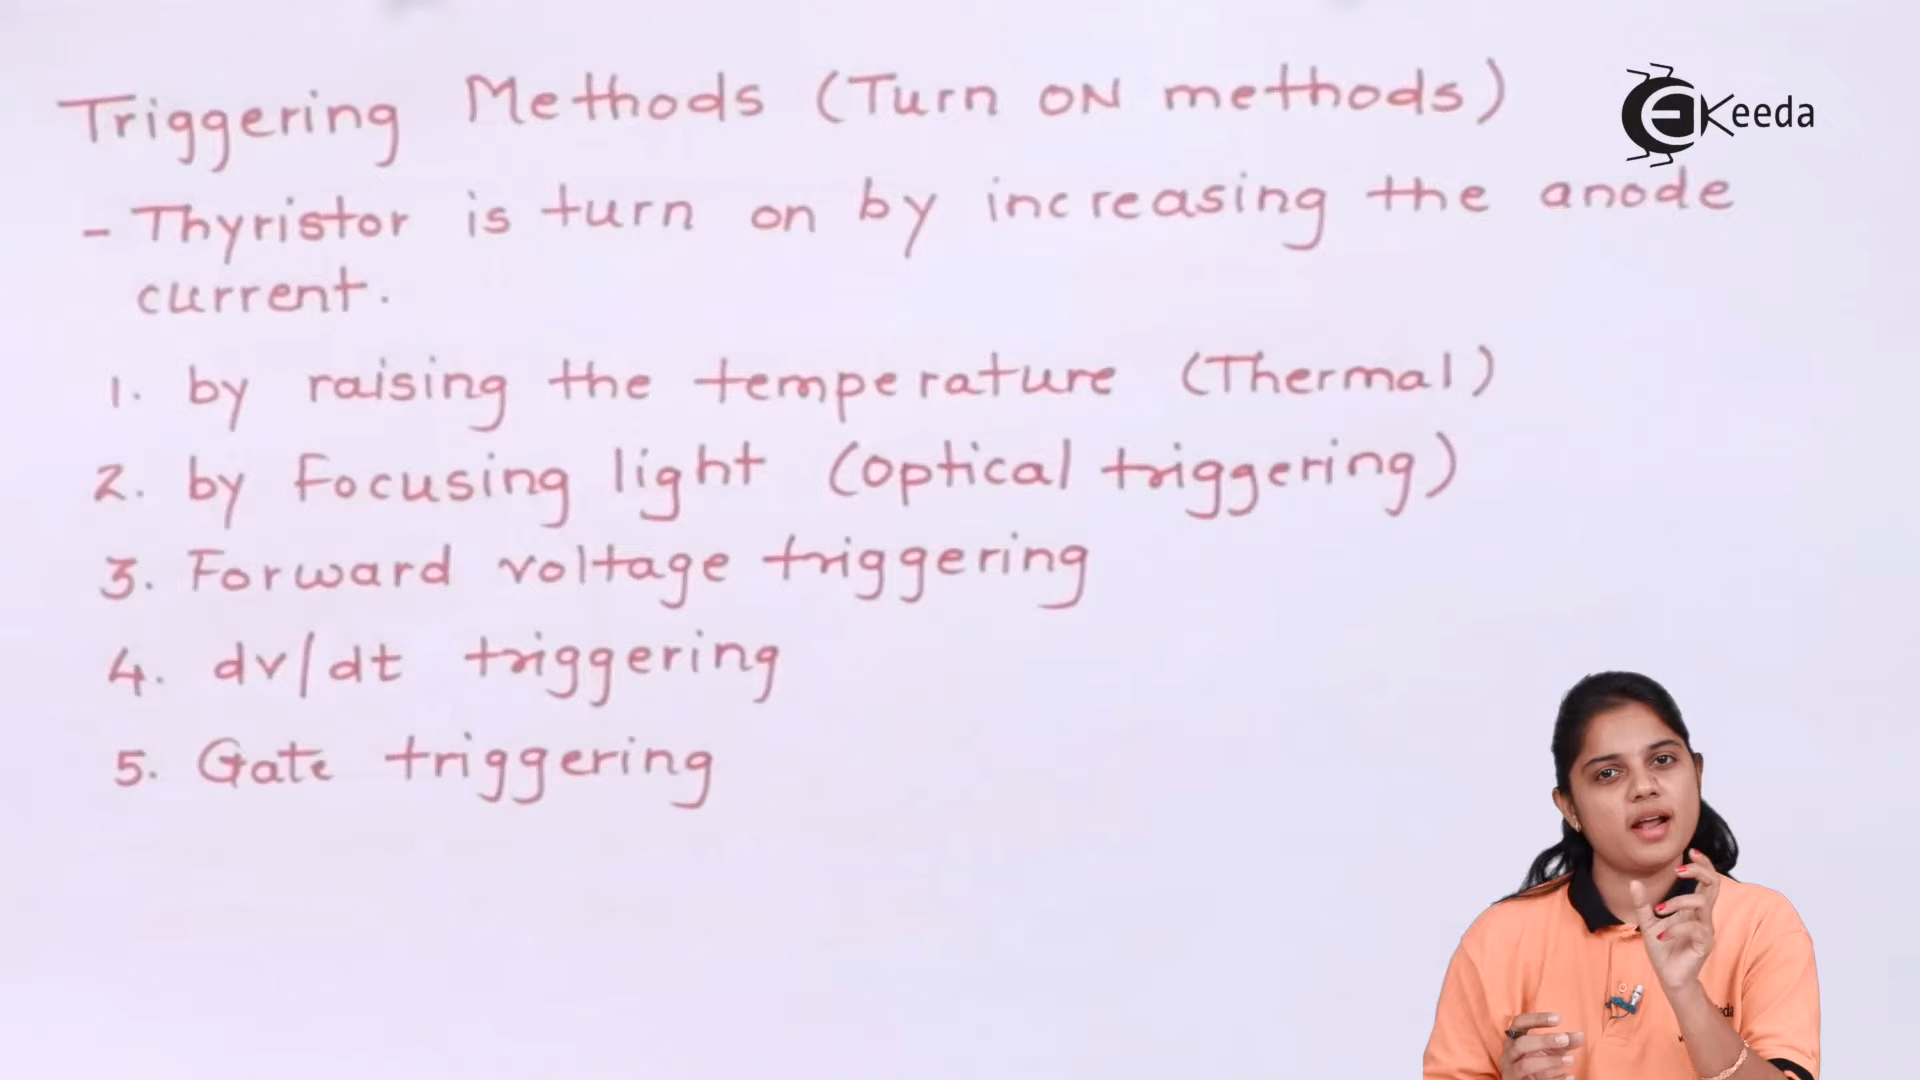 Triggering Methods (Turn ON methods)
Keeda
- Thyristor is turn on by increasing the anode
current.
1. by raising the temperature (Thermal)
2. by Focusing light (optical triggering)
3. Forward voltage triggering
4. dv/dt triggering
5. Gate triggering